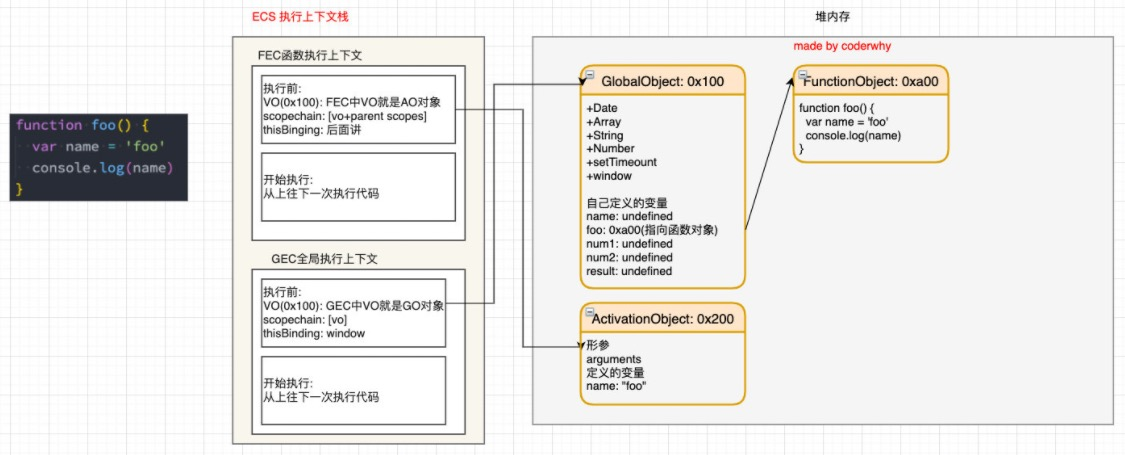 ECS 执行上下文栈
堆内存
function foo() {
var name = 'foo'
console.log(name)
}
FEC函数执行上下文
执行前:
VO(0x100): FEC中VO就是AO对象
scopechain: [vo+parent scopes]
thisBinging: 后面讲
开始执行:
从上往下一次执行代码
GEC全局执行上下文
执行前:
VO(0x100): GEC中VO就是GO对象
scopechain: [vo]
thisBinding: window
开始执行:
从上往下一次执行代码
made by coderwhy
GlobalObject: 0x100
+Date
+Array
+String
+Number
+setTimeount
+window
自己定义的变量
name: undefined
foo: 0xa00(指向函数对象)
num1: undefined
num2: undefined
result: undefined
FunctionObject: 0xa00
function foo() {
var name = 'foo'
console.log(name)
}
ActivationObject: 0x200
形参
arguments
定义的变量
name: "foo"